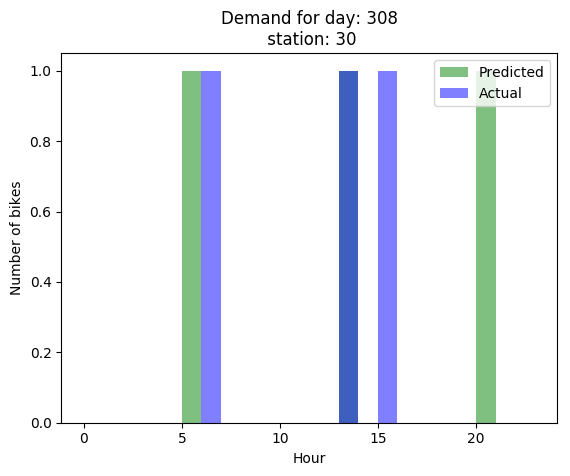 Demand for day: 308
station: 30
Predicted
Actual
Number of bikes
1.0
0.8
0.6
0.4
0.2
0.0
0
5
10
15
20
Hour